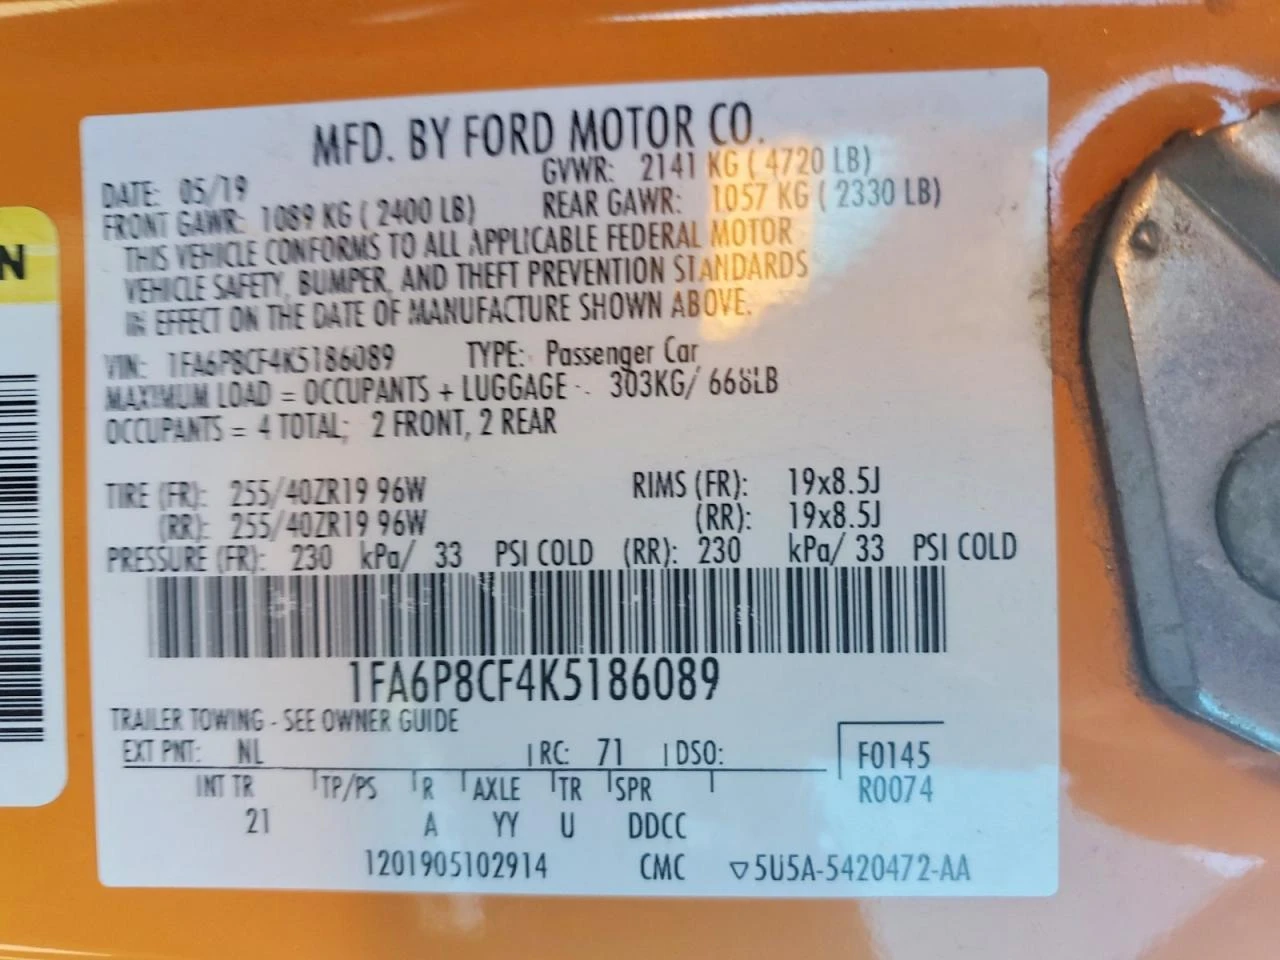 N
MFD. BY FORD MOTOR CO.
DATE: 05/19 GVWR: 2141 KG ( 4720 LB)
FRONT GAWR: 1089 KG ( 2400 LB) REAR GAWR: 1057 KG ( 2330 LB)
THIS VEHICLE CONFORMS TO ALL APPLICABLE FEDERAL MOTOR
VEHICLE SAFETY, BUMPER, AND THEFT PREVENTION STANDARDS
IN EFFECT ON THE DATE OF MANUFACTURE SHOWN ABOVE.
VIN: 1FA6P8CF4K5186089 TYPE: Passenger Car
MAXIMUM LOAD = OCCUPANTS + LUGGAGE - 303KG/ 668LB
OCCUPANTS = 4 TOTAL; 2 FRONT, 2 REAR
TIRE (FR): 255/40ZR19 96W RIMS (FR): 19x8.5J
(RR): 255/40ZR19 96W (RR): 19x8.5J
PRESSURE (FR): 230 kPa/ 33 PSI COLD (RR): 230 kPa/ 33 PSI COLD
1FA6P8CF4K5186089
TRAILER TOWING - SEE OWNER GUIDE
EXT PNT: NL RC: 71 DSO: F0145
INT TR TP/PS R AXLE TR SPR R0074
21 A YY U DDCC
1201905102914 CMC ▽5U5A-5420472-AA